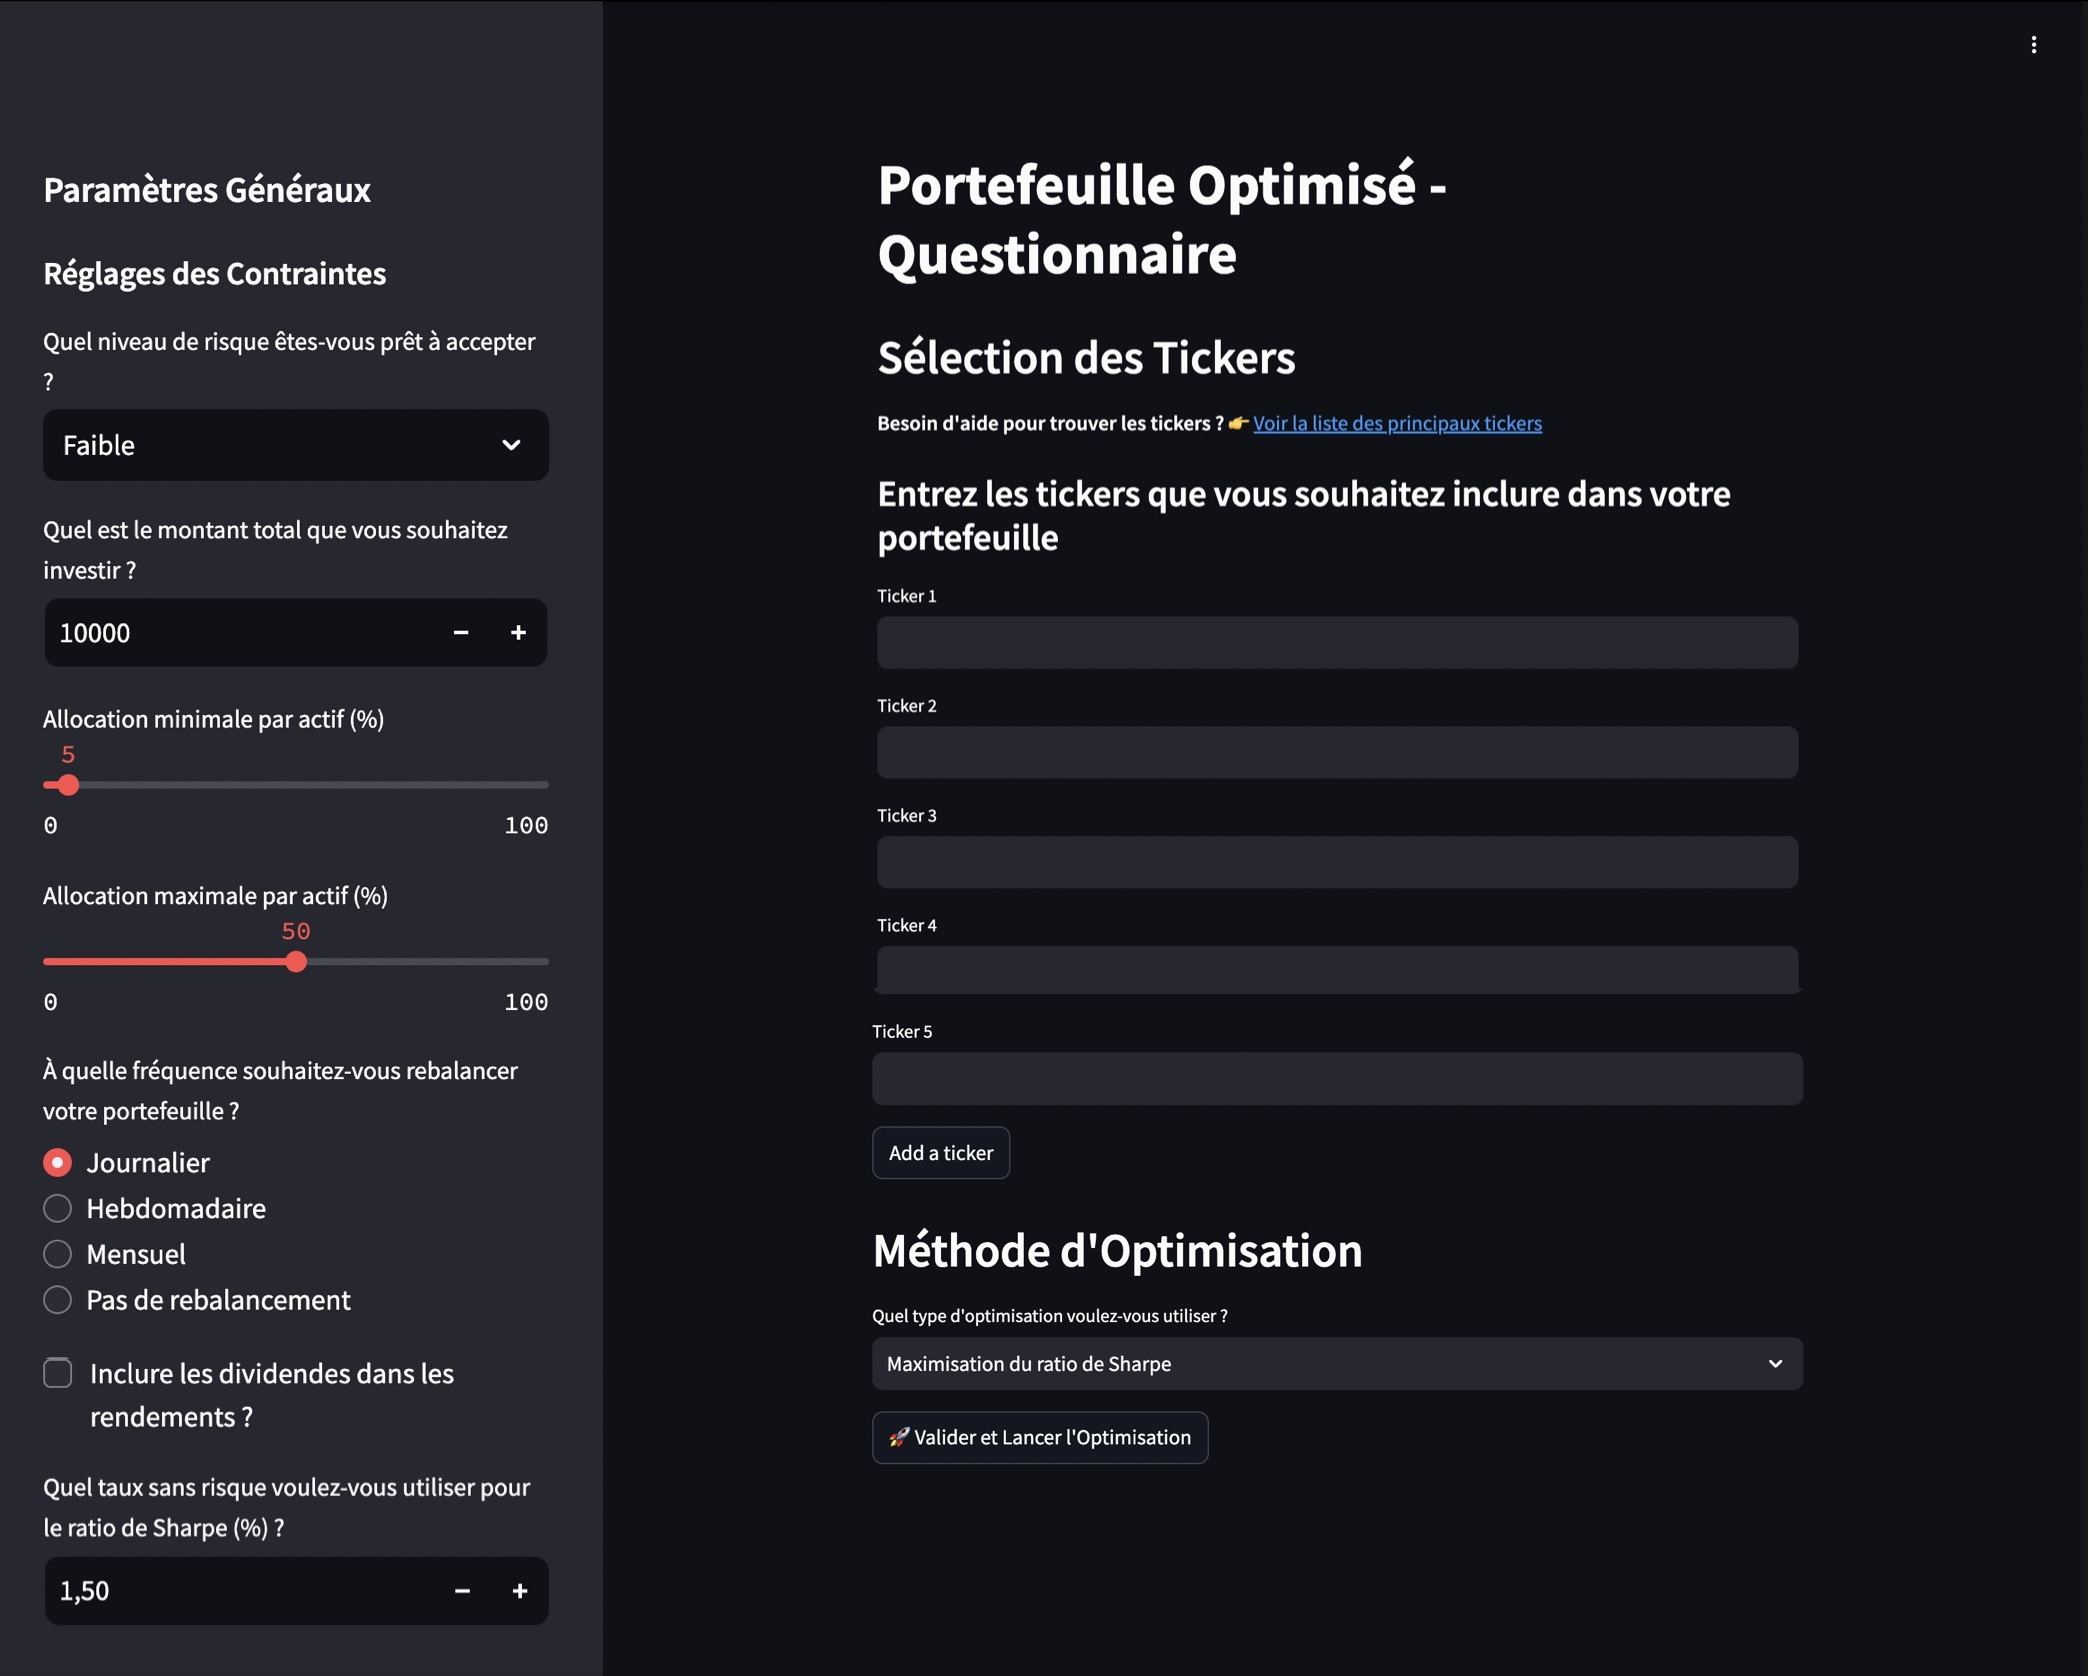 Paramètres Généraux
Réglages des Contraintes
Quel niveau de risque êtes-vous prêt à accepter
?
Faible
Quel est le montant total que vous souhaitez
investir ?
10000
Allocation minimale par actif (%)
5
0 100
Allocation maximale par actif (%)
50
0 100
À quelle fréquence souhaitez-vous rebalancer
votre portefeuille ?
Journalier
Hebdomadaire
Mensuel
Pas de rebalancement
Inclure les dividendes dans les
rendements ?
Quel taux sans risque voulez-vous utiliser pour
le ratio de Sharpe (%) ?
1,50
Portefeuille Optimisé -
Questionnaire
Sélection des Tickers
Besoin d'aide pour trouver les tickers ? 👉 Voir la liste des principaux tickers
Entrez les tickers que vous souhaitez inclure dans votre
portefeuille
Ticker 1
Ticker 2
Ticker 3
Ticker 4
Ticker 5
Add a ticker
Méthode d'Optimisation
Quel type d'optimisation voulez-vous utiliser ?
Maximisation du ratio de Sharpe
🚀 Valider et Lancer l'Optimisation